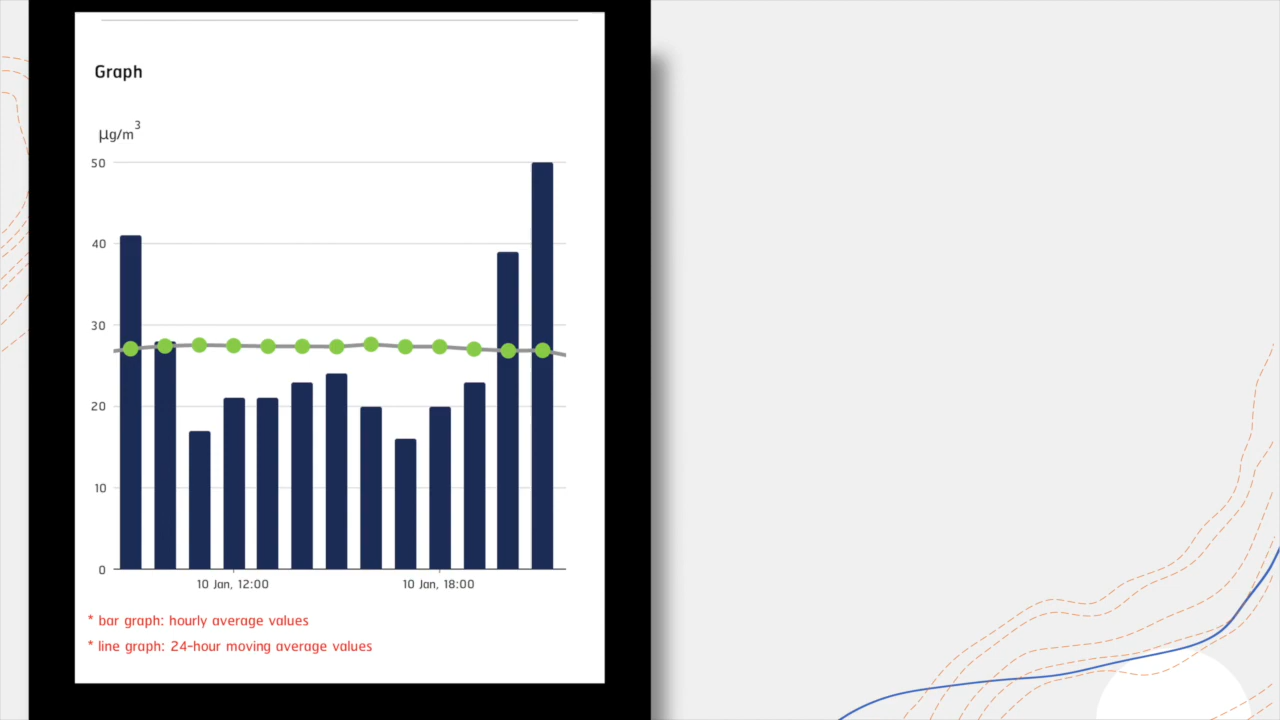 Graph
µg/m³
50
40
30
20
10
0
10 Jan, 12:00
10 Jan, 18:00
* bar graph: hourly average values
* line graph: 24-hour moving average values